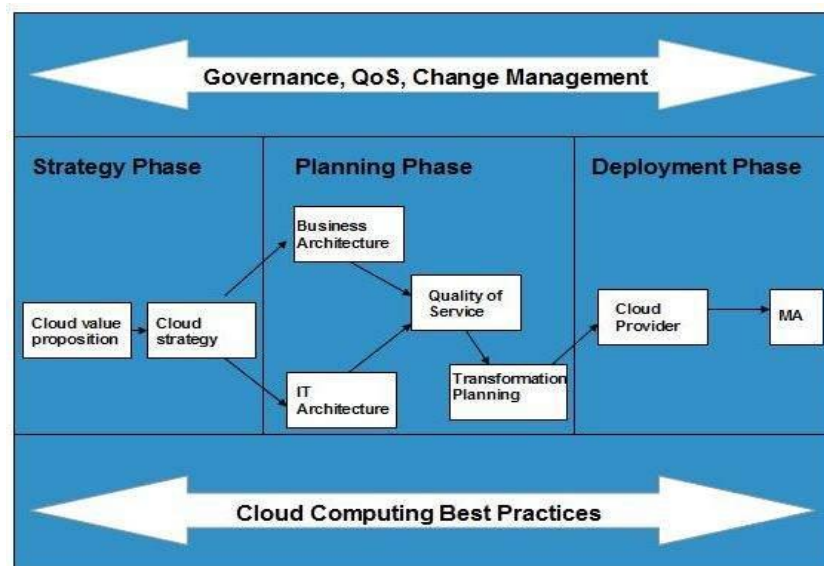 Governance, QoS, Change Management
Strategy Phase
Planning Phase
Deployment Phase
Cloud value
proposition
Cloud
strategy
Business
Architecture
IT
Architecture
Quality of
Service
Transformation
Planning
Cloud
Provider
MA
Cloud Computing Best Practices